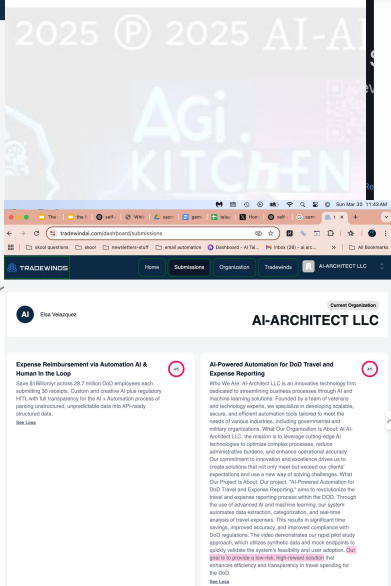 2025 Ⓟ 2025 AI-AI
AGi.
KITCHEN
Sun Mar 30 11:43AM
tradewindai.com/dashboard/submissions
skool questions skool newsletters-stuff email automation Dashboard - AI Tal... Inbox (28) - ai.arc... » All Bookmarks
TRADEWINDS Home Submissions Organization Tradewinds AI-ARCHITECT LLC
Current Organization
AI Elsa Velazquez
AI-ARCHITECT LLC
Expense Reimbursement via Automation AI &
Human in the Loop
4/5
Save $1Billion/yr across 28.7 million DoD employees each
submitting 30 receipts. Custom and creative AI plus regulatory
HITL with full transparency for the AI + Automation process of
parsing unstructured, unpredictable data into API-ready
structured data.
See Less
AI-Powered Automation for DoD Travel and
Expense Reporting
4/5
Who We Are: AI-Architect LLC is an innovative technology firm
dedicated to streamlining business processes through AI and
machine learning solutions. Founded by a team of veterans
and technology experts, we specialize in developing scalable,
secure, and efficient automation tools tailored to meet the
needs of various industries, including governmental and
military organizations. What Our Organization Is About: At AI-
Architect LLC, the mission is to leverage cutting-edge AI
technologies to optimize complex processes, reduce
administrative burdens, and enhance operational accuracy.
Our commitment to innovation and excellence drives us to
create solutions that not only meet but exceed our clients'
expectations and use a new way of solving challenges. What
Our Project Is About: Our project, "AI-Powered Automation for
DoD Travel and Expense Reporting," aims to revolutionize the
travel and expense reporting process within the DOD. Through
the use of advanced AI and machine learning, our system
automates data extraction, categorization, and real-time
analysis of travel expenses. This results in significant time
savings, improved accuracy, and improved compliance with
DoD regulations. The video demonstrates our rapid pilot study
approach, which utilizes synthetic data and mock endpoints to
quickly validate the system's feasibility and user adoption. Our
goal is to provide a low-risk, high-reward solution that
enhances efficiency and transparency in travel spending for
the DoD.
See Less